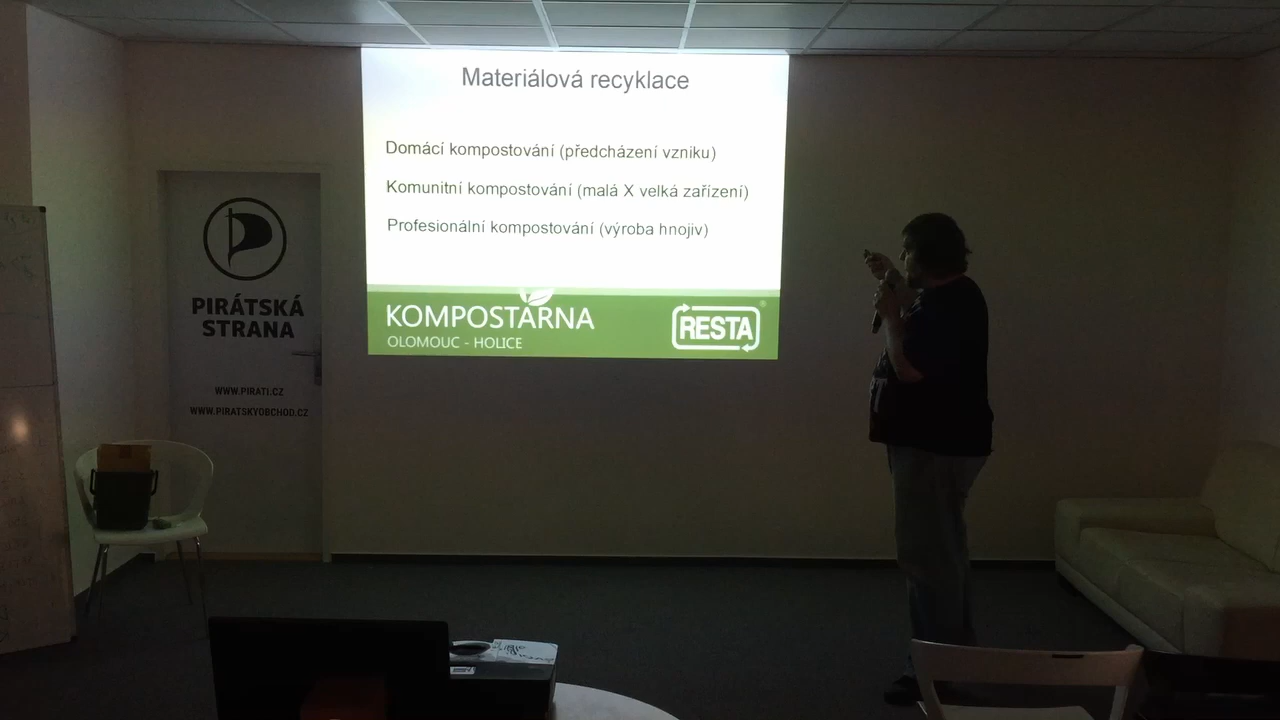 Materiálová recyklace
Domácí kompostování (předcházení vzniku)
Komunitní kompostování (malá X velká zařízení)
Profesionální kompostování (výroba hnojiv)
KOMPOSTÁRNA
OLOMOUC - HOLICE
RESTA
®
PIRÁTSKÁ
STRANA
WWW.PIRATI.CZ
WWW.PIRATSKYOBCHOD.CZ